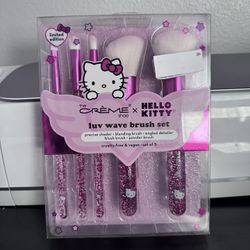 limited edition
THE CRÈME SHOP × HELLO KITTY®
luv wave brush set
precise shader • blending brush • angled detailer
blush brush • powder brush
cruelty-free & vegan • set of 5